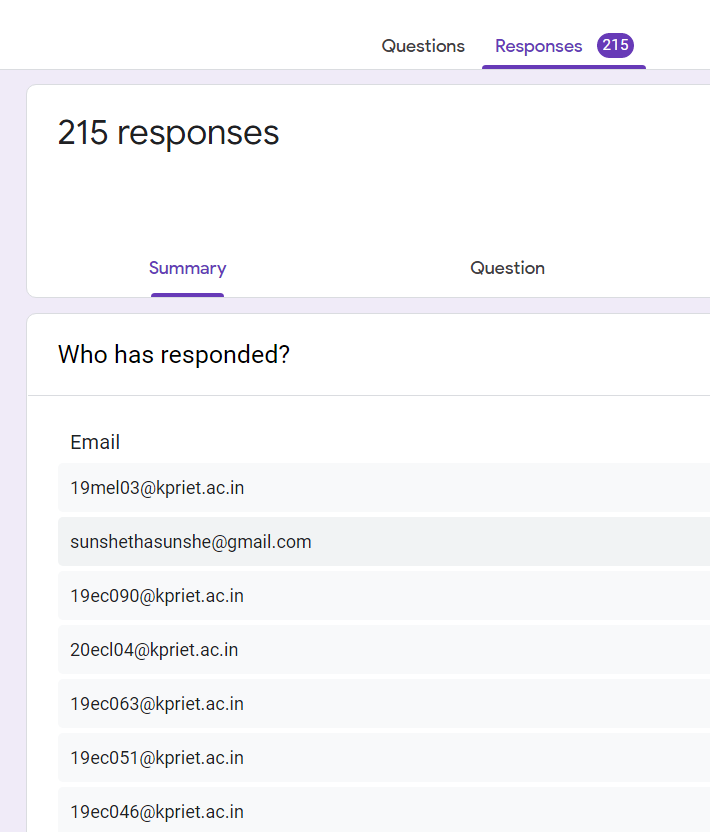 Questions Responses 215
215 responses
Summary Question
Who has responded?
Email
19mel03@kpriet.ac.in
sunshethasunshe@gmail.com
19ec090@kpriet.ac.in
20ecl04@kpriet.ac.in
19ec063@kpriet.ac.in
19ec051@kpriet.ac.in
19ec046@kpriet.ac.in